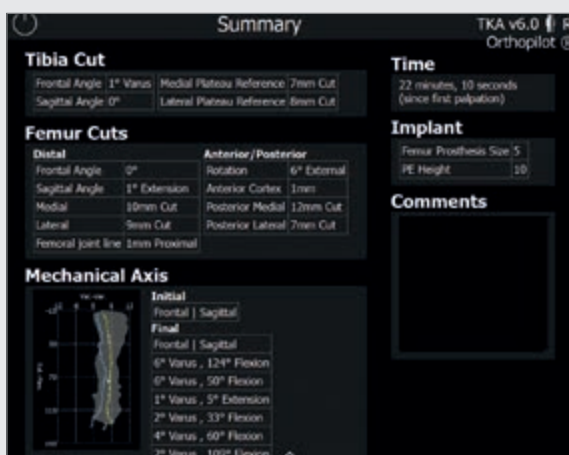 Summary
TKA v6.0
Orthopilot ®
Tibia Cut
Frontal Angle 1° Varus Medial Plateau Reference 7mm Cut
Sagittal Angle 0° Lateral Plateau Reference 8mm Cut
Femur Cuts
Distal Anterior/Posterior
Frontal Angle 0° Rotation 6° External
Sagittal Angle 1° Extension Anterior Cortex 1mm
Medial 10mm Cut Posterior Medial 12mm Cut
Lateral 9mm Cut Posterior Lateral 7mm Cut
Femoral joint line 1mm Proximal
Mechanical Axis
Initial
Frontal | Sagittal
Final
Frontal | Sagittal
6° Varus , 124° Flexion
6° Varus , 50° Flexion
1° Varus , 5° Extension
2° Varus , 33° Flexion
4° Varus , 60° Flexion
Time
22 minutes, 10 seconds
(since first palpation)
Implant
Femur Prosthesis Size 5
PE Height 10
Comments